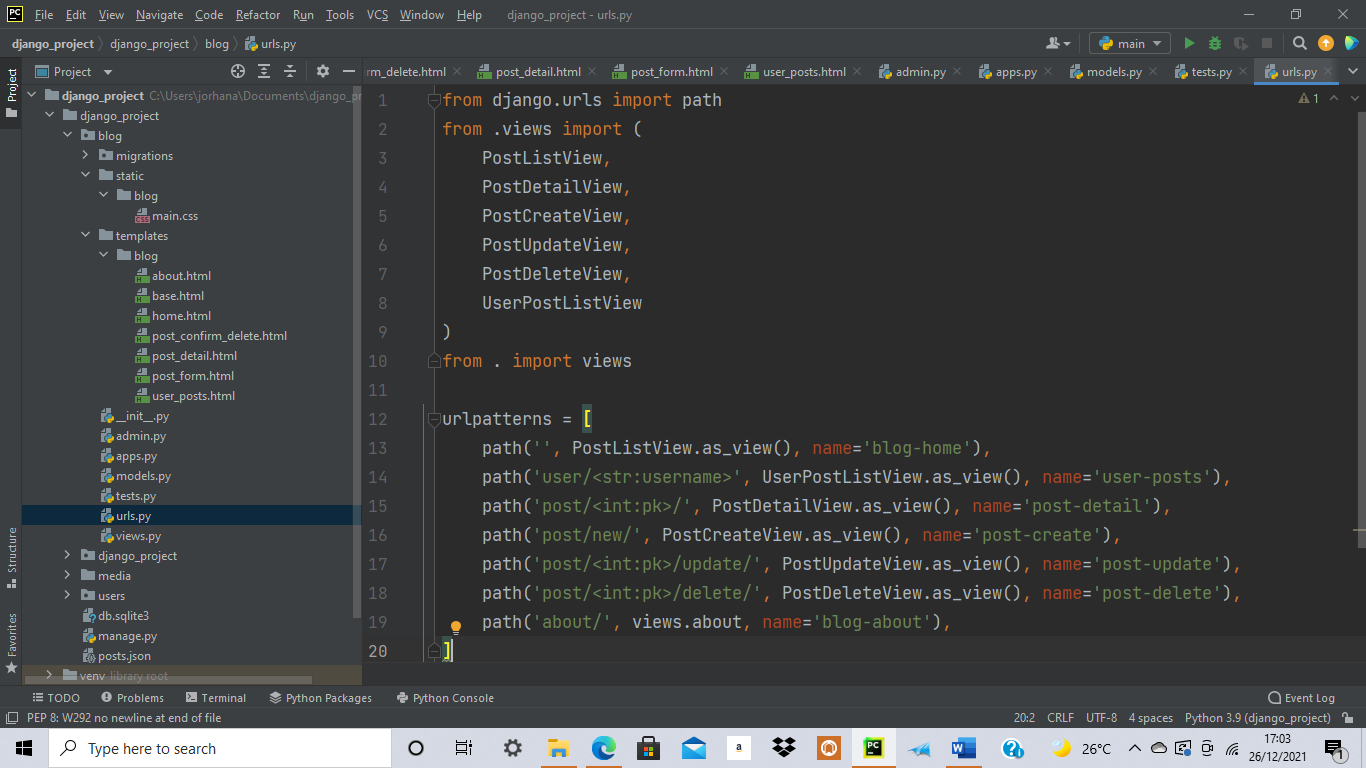 PC File Edit View Navigate Code Refactor Run Tools VCS Window Help django_project - urls.py
django_project django_project blog urls.py main
Project rm_delete.html post_detail.html post_form.html user_posts.html admin.py apps.py models.py tests.py urls.py
Project
Structure
Favorites
django_project C:\Users\jorhana\Documents\django_pr
django_project
blog
migrations
static
blog
main.css
templates
blog
about.html
base.html
home.html
post_confirm_delete.html
post_detail.html
post_form.html
user_posts.html
__init__.py
admin.py
apps.py
models.py
tests.py
urls.py
views.py
django_project
media
users
db.sqlite3
manage.py
posts.json
venv library root
1 from django.urls import path
2 from .views import (
3 PostListView,
4 PostDetailView,
5 PostCreateView,
6 PostUpdateView,
7 PostDeleteView,
8 UserPostListView
9 )
10 from . import views
11
12 urlpatterns = [
13 path('', PostListView.as_view(), name='blog-home'),
14 path('user/<str:username>', UserPostListView.as_view(), name='user-posts'),
15 path('post/<int:pk>/', PostDetailView.as_view(), name='post-detail'),
16 path('post/new/', PostCreateView.as_view(), name='post-create'),
17 path('post/<int:pk>/update/', PostUpdateView.as_view(), name='post-update'),
18 path('post/<int:pk>/delete/', PostDeleteView.as_view(), name='post-delete'),
19 path('about/', views.about, name='blog-about'),
20 ]
1
TODO Problems Terminal Python Packages Python Console Event Log
PEP 8: W292 no newline at end of file 20:2 CRLF UTF-8 4 spaces Python 3.9 (django_project)
Type here to search a PC W 26°C 17:03
26/12/2021 1